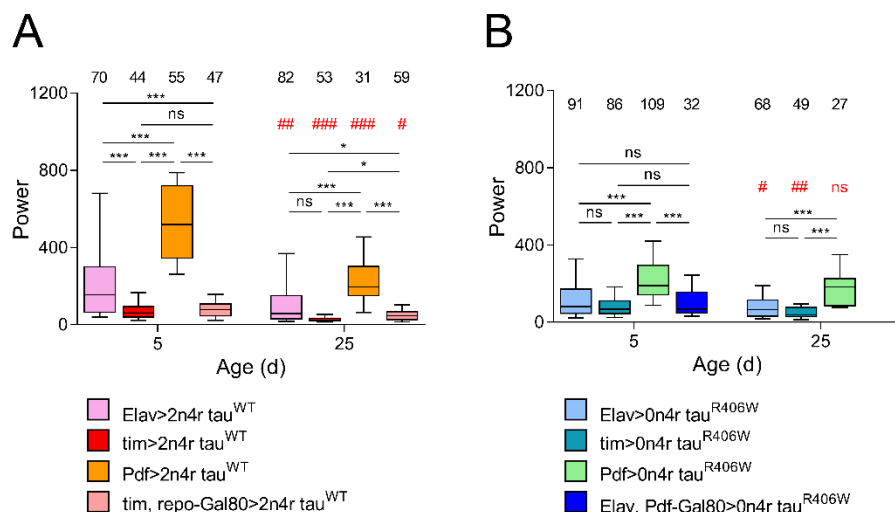 A
70 44 55 47 82 53 31 59
1200
***
ns
## ### ### #
***
*
*
800
*** *** ***
***
ns *** ***
Power
400
0
5 25
Age (d)
Elav>2n4r tau^WT
tim>2n4r tau^WT
Pdf>2n4r tau^WT
tim, repo-Gal80>2n4r tau^WT
B
91 86 109 32 68 49 27
1200
800
ns
ns
# ## ns
***
ns *** ***
***
ns ***
Power
400
0
5 25
Age (d)
Elav>0n4r tau^R406W
tim>0n4r tau^R406W
Pdf>0n4r tau^R406W
Elav, Pdf-Gal80>0n4r tau^R406W